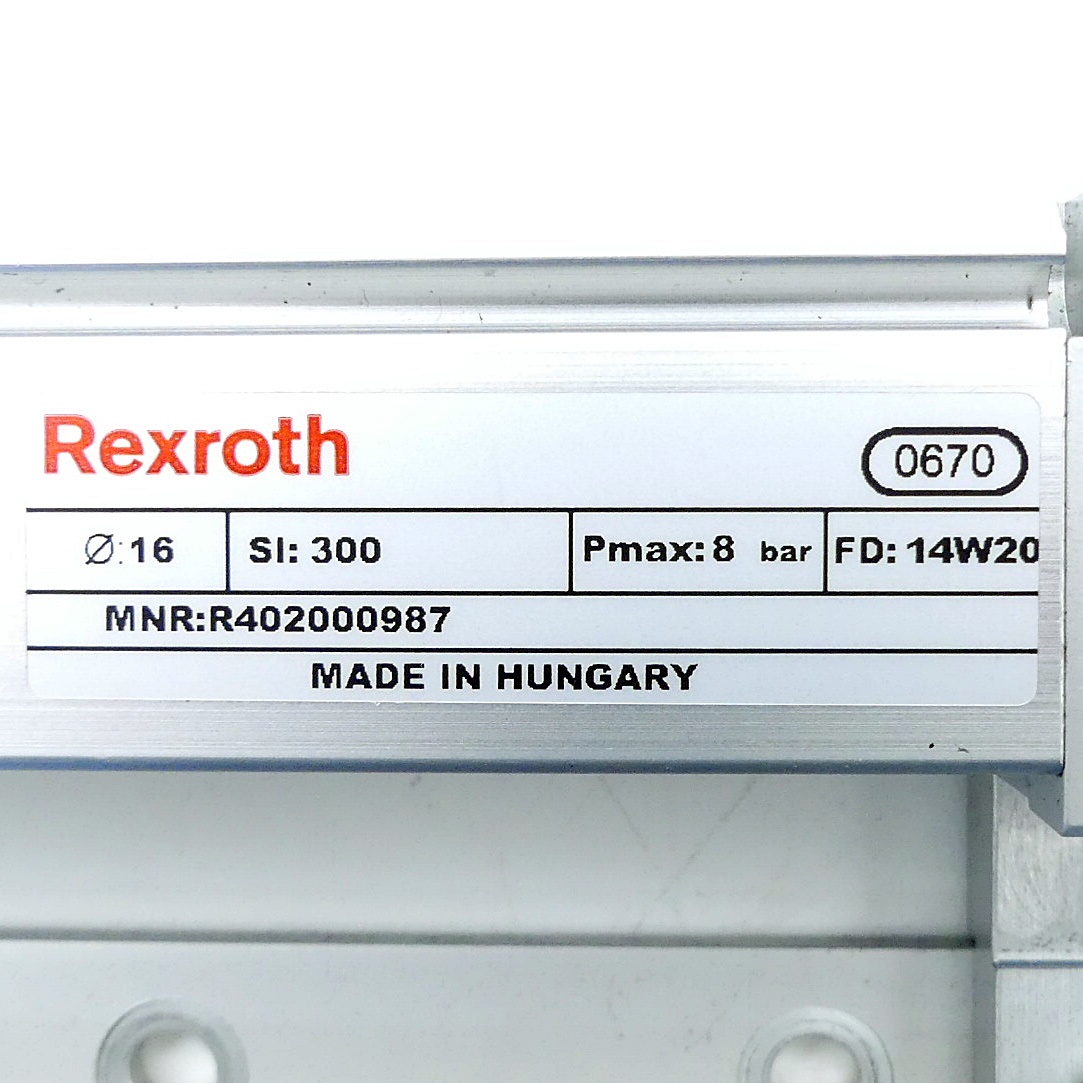 Rexroth
0670
Ø:16 SI: 300 Pmax:8 bar FD: 14W20
MNR:R402000987
MADE IN HUNGARY